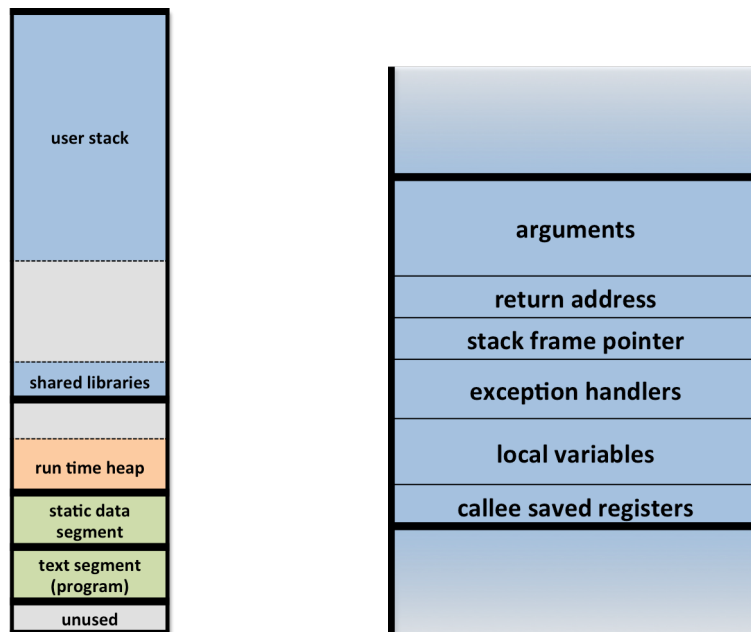 user stack
shared libraries
run time heap
static data
segment
text segment
(program)
unused
arguments
return address
stack frame pointer
exception handlers
local variables
callee saved registers